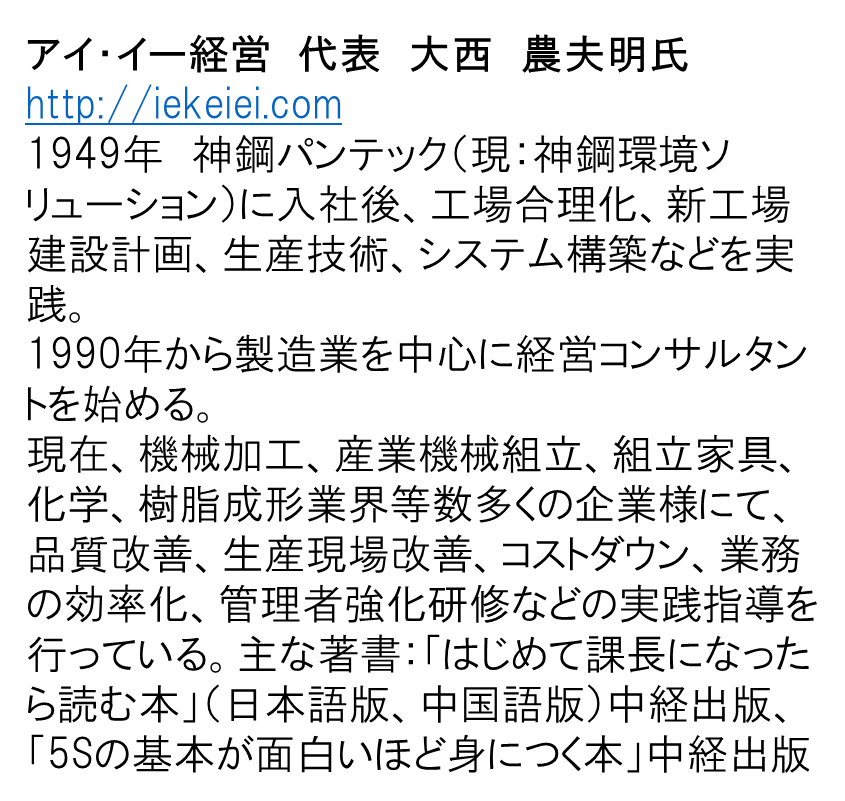 アイ・イー経営　代表　大西　農夫明氏
http://iekeiei.com
1949年　神鋼パンテック（現：神鋼環境ソ
リューション）に入社後、工場合理化、新工場
建設計画、生産技術、システム構築などを実
践。
1990年から製造業を中心に経営コンサルタン
トを始める。
現在、機械加工、産業機械組立、組立家具、
化学、樹脂成形業界等数多くの企業様にて、
品質改善、生産現場改善、コストダウン、業務
の効率化、管理者強化研修などの実践指導を
行っている。主な著書：「はじめて課長になった
ら読む本」（日本語版、中国語版）中経出版、
「5Sの基本が面白いほど身につく本」中経出版